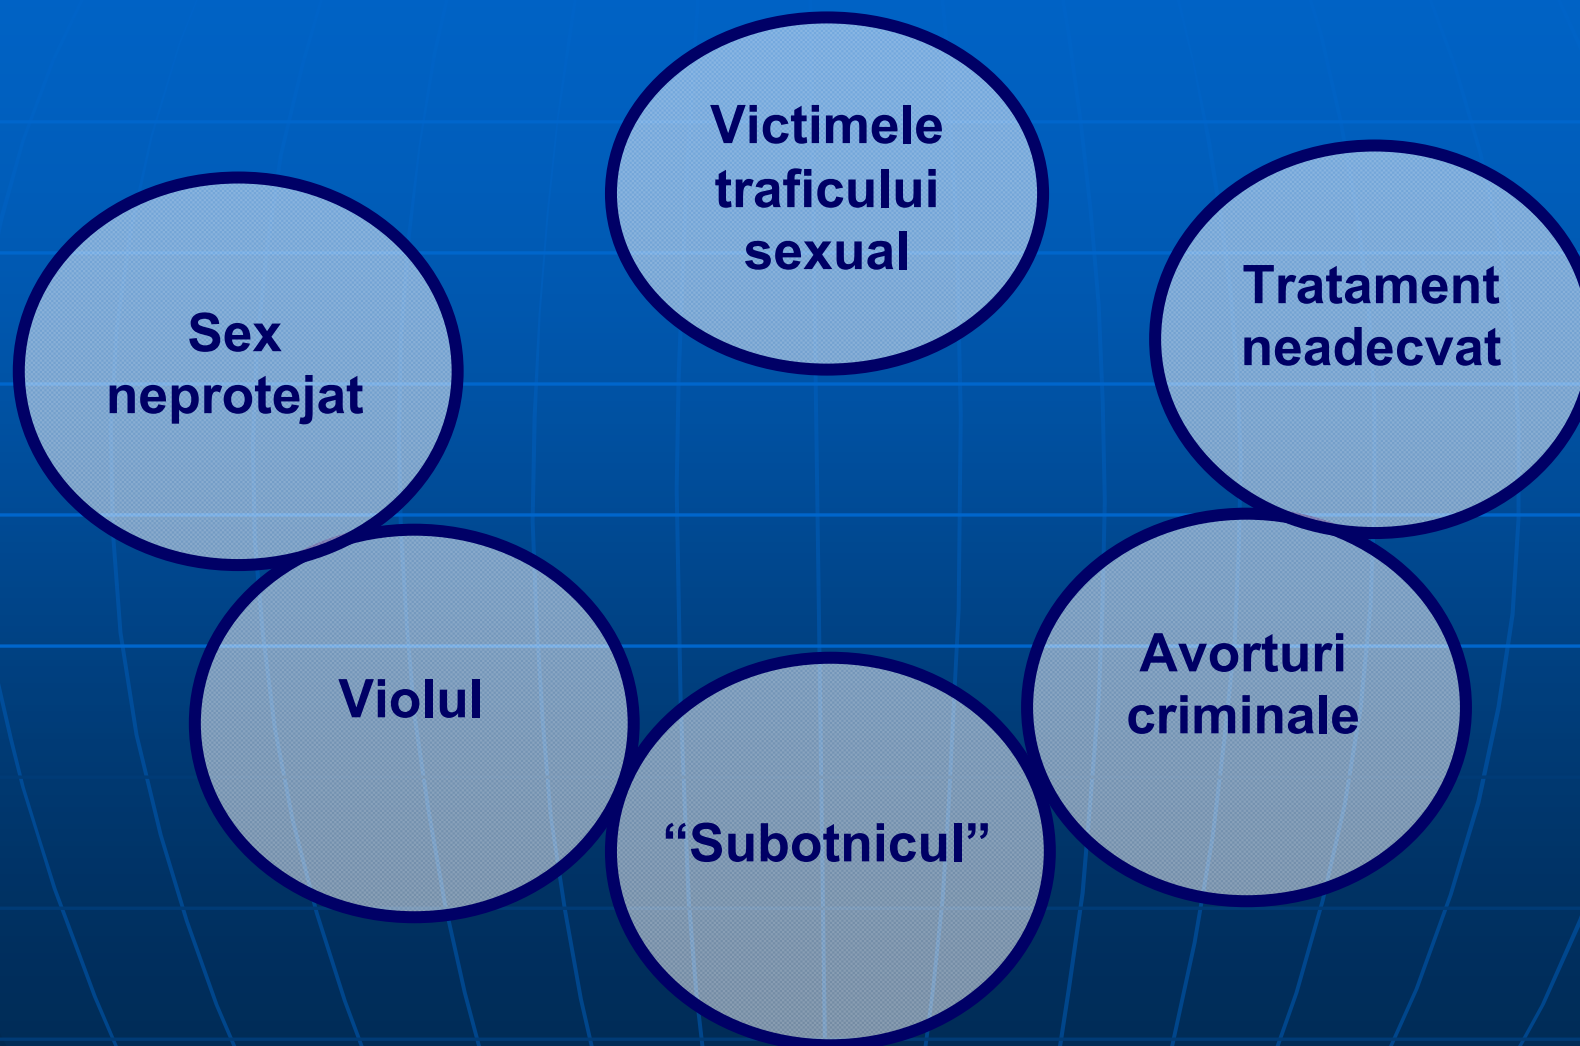 Victimele
traficului
sexual
Sex
neprotejat
Tratament
neadecvat
Violul
“Subotnicul”
Avorturi
criminale